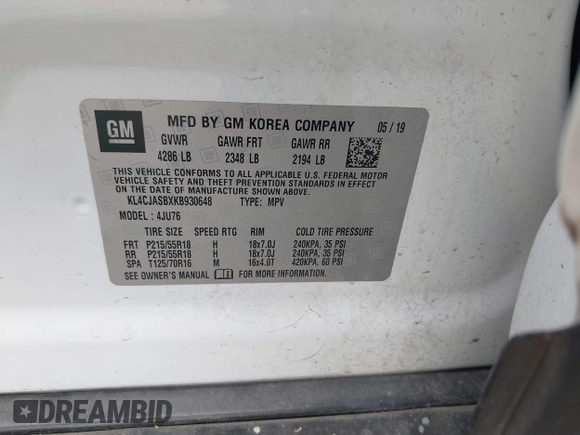 GM
MFD BY GM KOREA COMPANY 05 / 19
GVWR GAWR FRT GAWR RR
4286 LB 2348 LB 2194 LB
THIS VEHICLE CONFORMS TO ALL APPLICABLE U.S. FEDERAL MOTOR
VEHICLE SAFETY AND THEFT PREVENTION STANDARDS IN EFFECT
ON THE DATE OF MANUFACTURE SHOWN ABOVE.
KL4CJASBXKB930648 TYPE: MPV
MODEL : 4JU76
TIRE SIZE SPEED RTG RIM COLD TIRE PRESSURE
FRT P215/55R18 H 18x7.0J 240KPA, 35 PSI
RR P215/55R18 H 18x7.0J 240KPA, 35 PSI
SPA T125/70R16 M 16x4.0T 420KPA, 60 PSI
SEE OWNER'S MANUAL FOR MORE INFORMATION.
DREAMBID